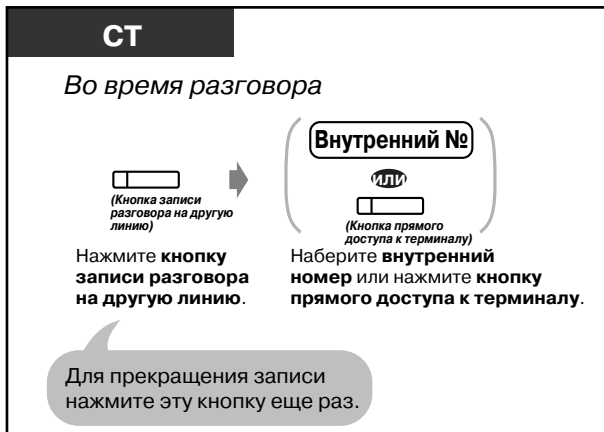 СТ
Во время разговора
Внутренний №
или
(Кнопка записи
разговора на другую
линию)
(Кнопка прямого
доступа к терминалу)
Нажмите кнопку
записи разговора
на другую линию.
Наберите внутренний
номер или нажмите кнопку
прямого доступа к терминалу.
Для прекращения записи
нажмите эту кнопку еще раз.